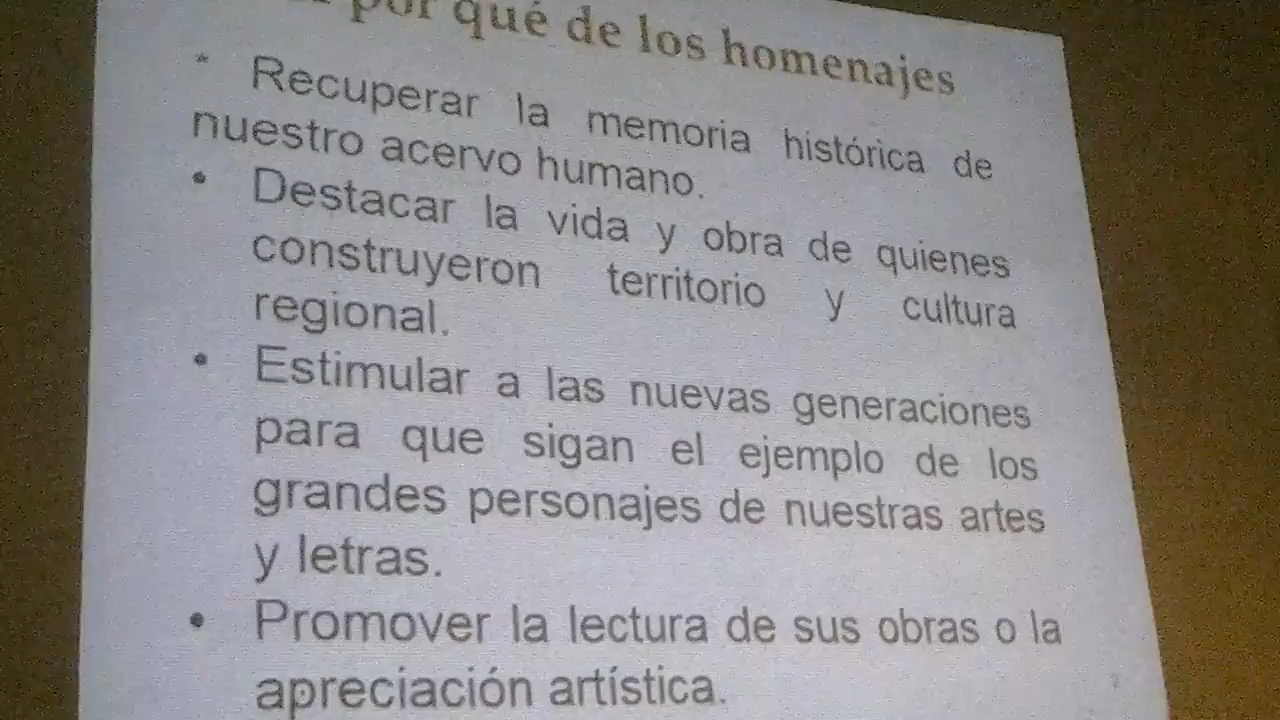 por qué de los homenajes
* Recuperar la memoria histórica de
nuestro acervo humano.
• Destacar la vida y obra de quienes
construyeron territorio y cultura
regional.
• Estimular a las nuevas generaciones
para que sigan el ejemplo de los
grandes personajes de nuestras artes
y letras.
• Promover la lectura de sus obras o la
apreciación artística.